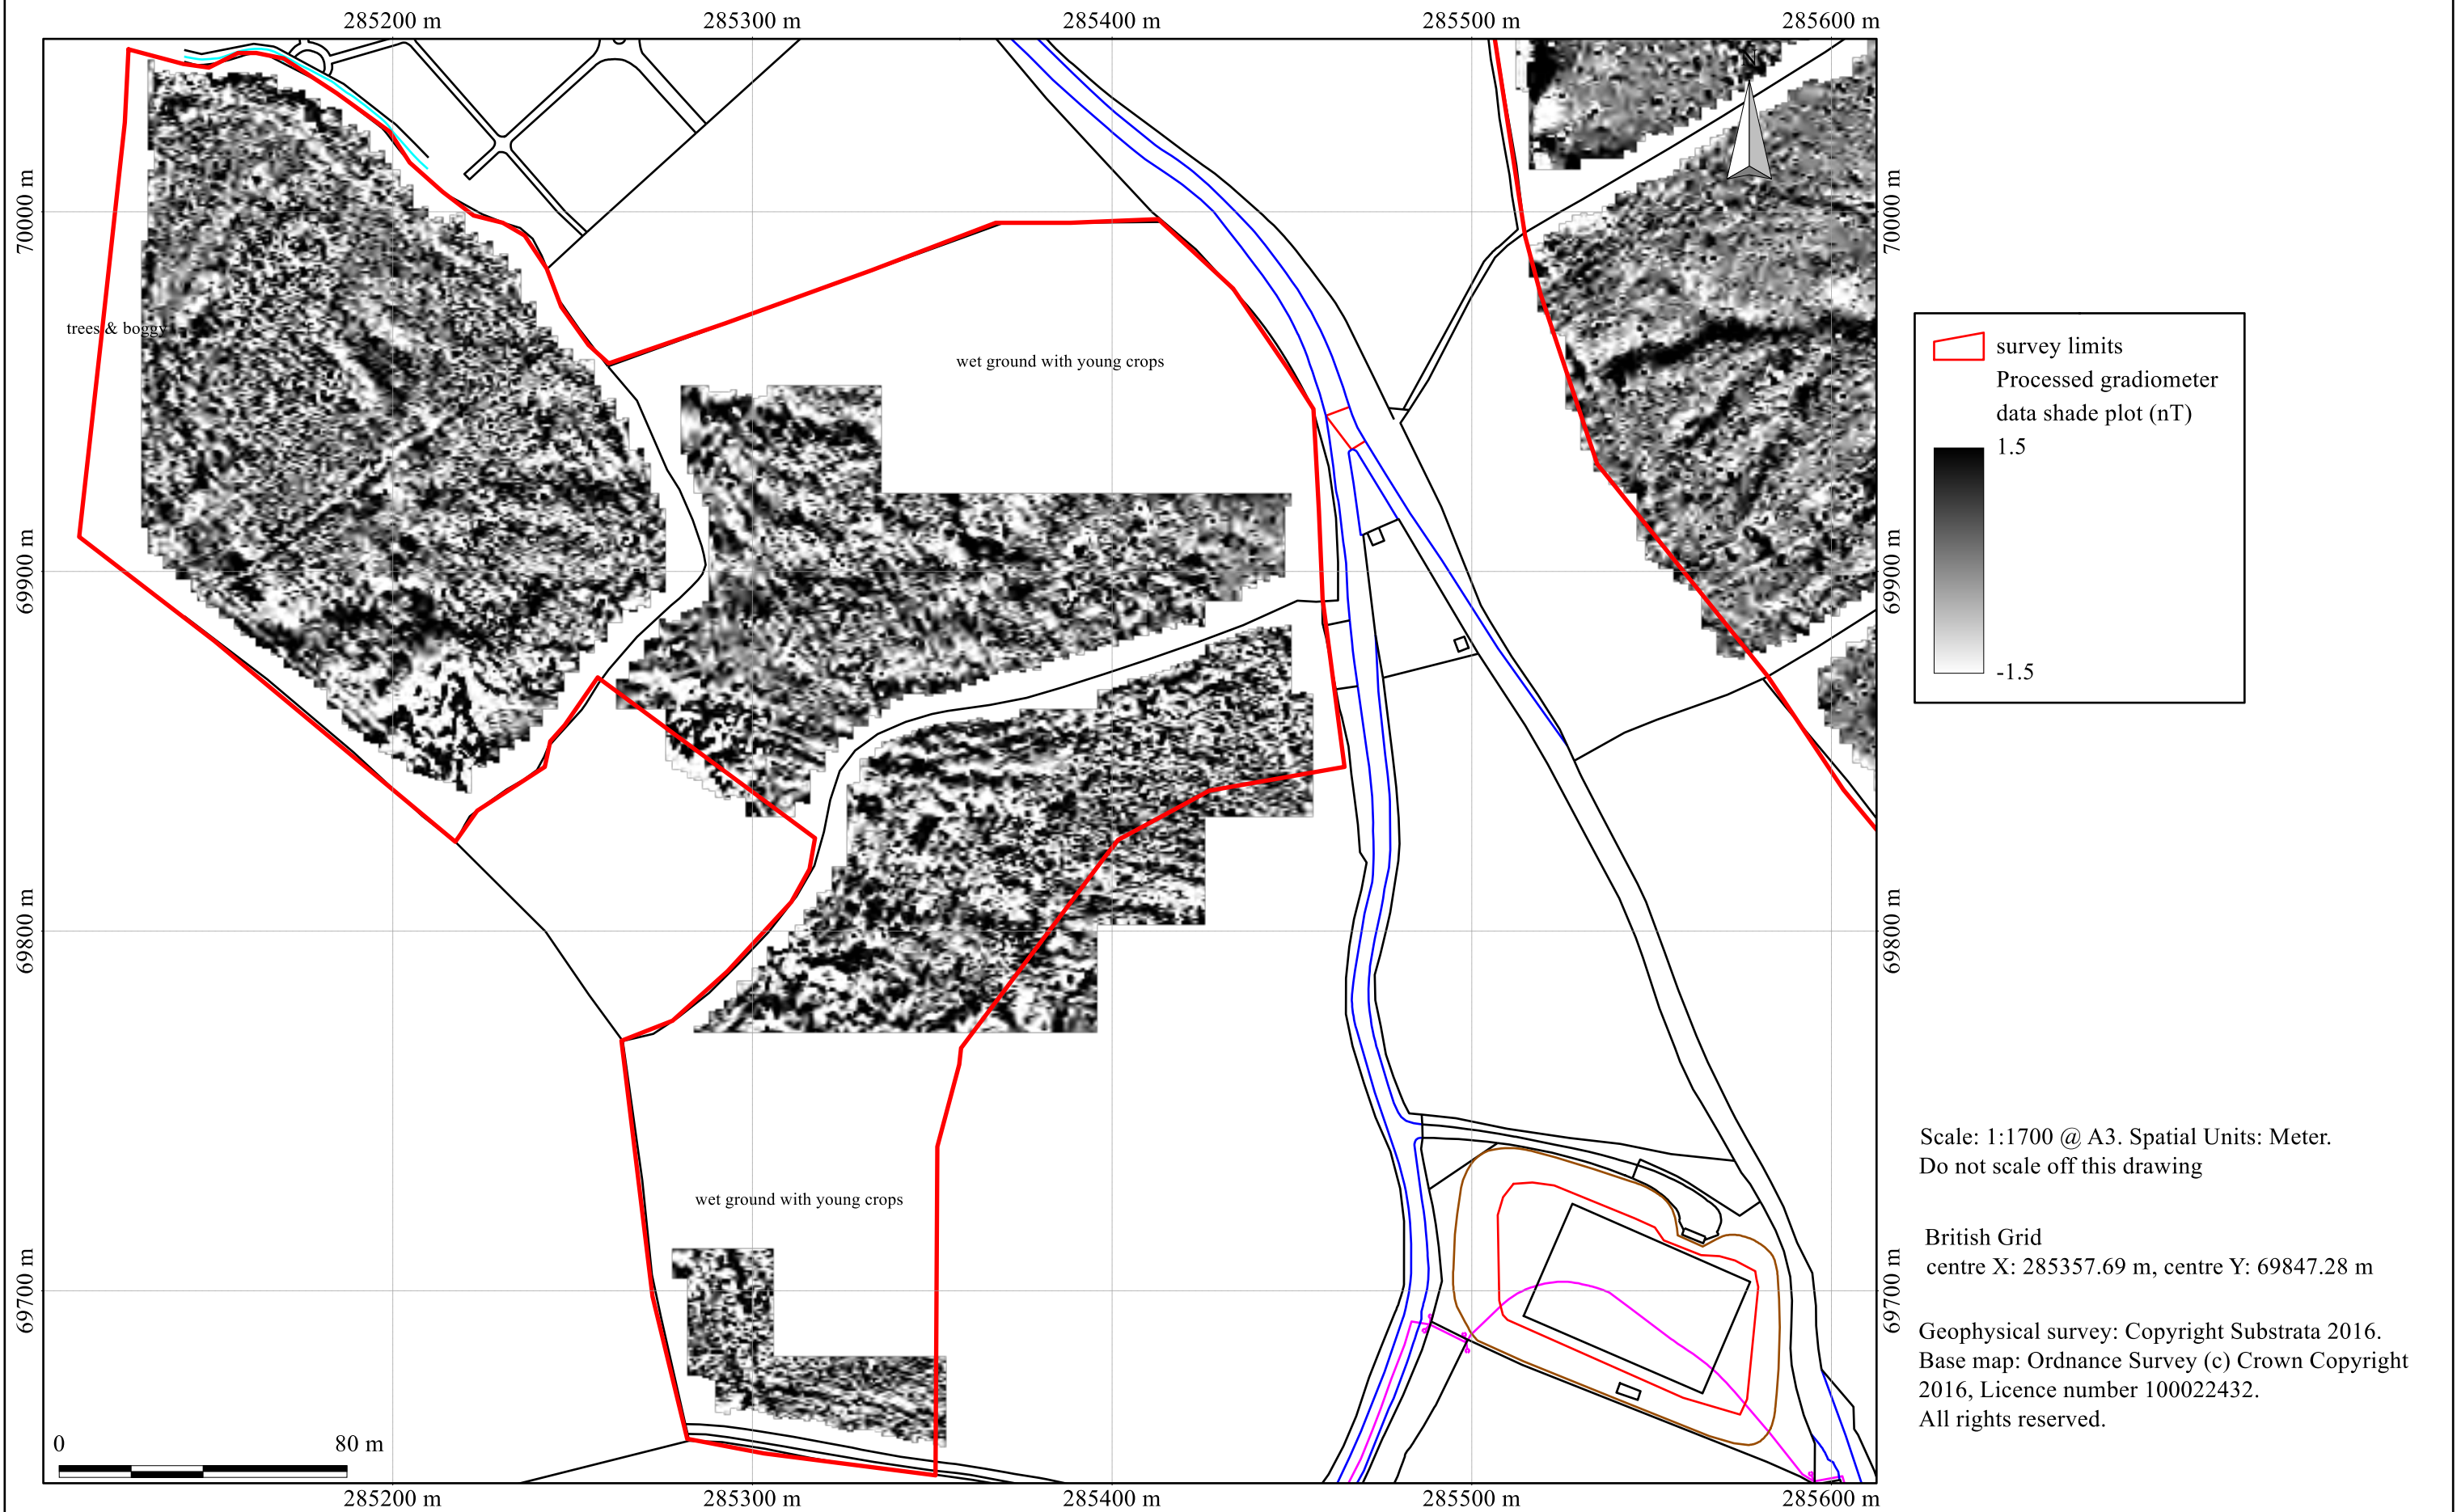 285200 m
285300 m
285400 m
285500 m
285600 m
N
70000 m
70000 m
trees & boggy
wet ground with young crops
survey limits
Processed gradiometer
data shade plot (nT)
1.5
-1.5
69900 m
69900 m
69800 m
69800 m
wet ground with young crops
69700 m
69700 m
0
80 m
Scale: 1:1700 @ A3. Spatial Units: Meter.
Do not scale off this drawing
British Grid
centre X: 285357.69 m, centre Y: 69847.28 m
Geophysical survey: Copyright Substrata 2016.
Base map: Ordnance Survey (c) Crown Copyright
2016, Licence number 100022432.
All rights reserved.
285200 m
285300 m
285400 m
285500 m
285600 m